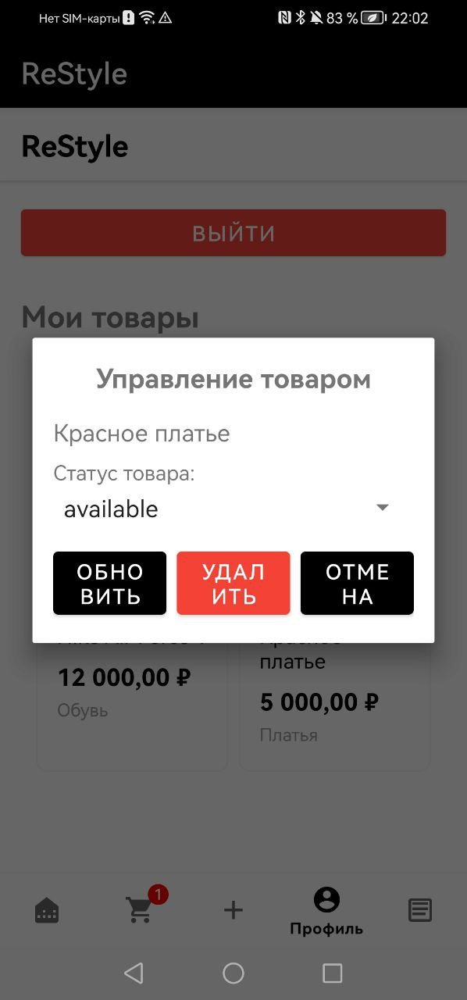 Нет SIM-карты 83 % 22:02
ReStyle
ReStyle
ВЫЙТИ
Мои товары
Управление товаром
Красное платье
Статус товара:
available
ОБНО
ВИТЬ
УДАЛ
ИТЬ
ОТМЕ
НА
12 000,00 ₽
Обувь
Красное
платье
5 000,00 ₽
Платья
1
Профиль